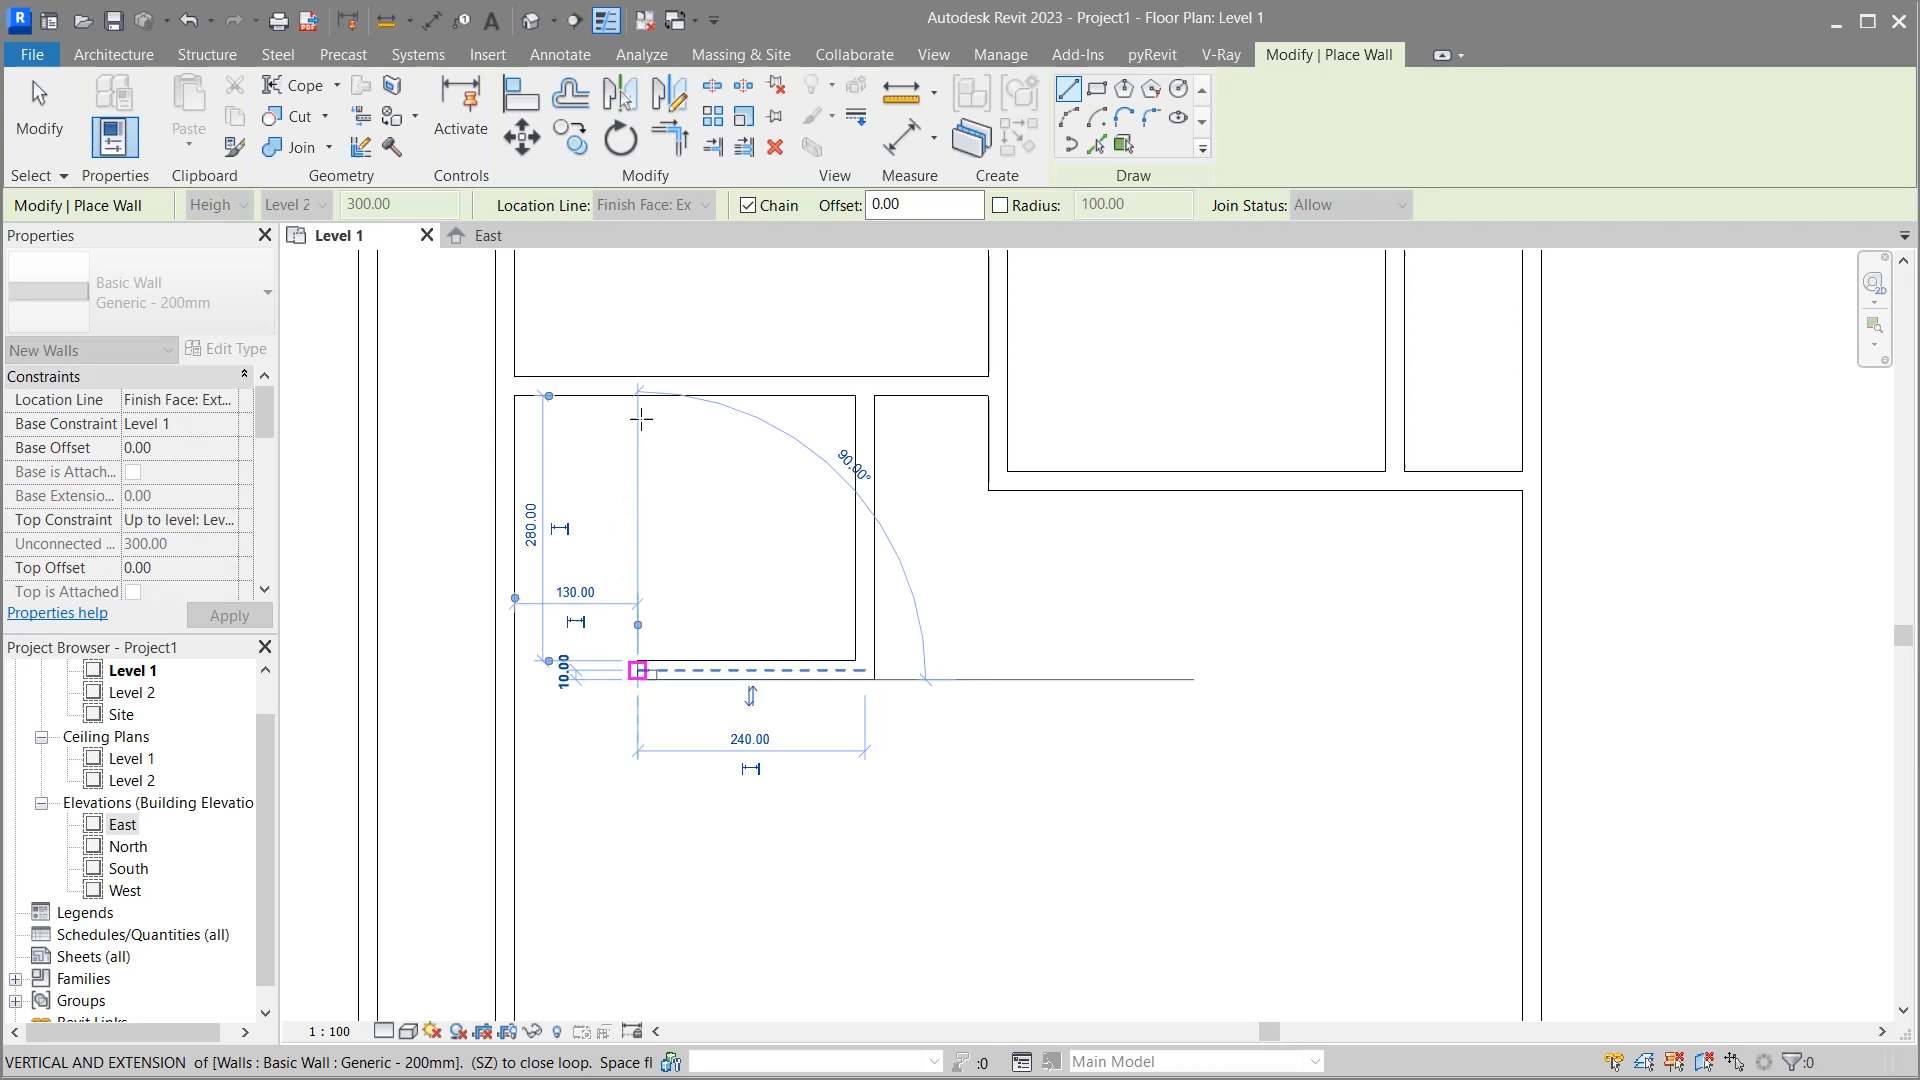 Autodesk Revit 2023 - Project1 - Floor Plan: Level 1
File Architecture Structure Steel Precast Systems Insert Annotate Analyze Massing & Site Collaborate View Manage Add-Ins pyRevit V-Ray Modify | Place Wall
Modify
Paste
Cope
Cut
Join
Activate
Select Properties Clipboard Geometry Controls Modify View Measure Create Draw
Modify | Place Wall Heigh Level 2 300.00 Location Line: Finish Face: Ex Chain Offset: 0.00 Radius: 100.00 Join Status: Allow
Properties
Level 1
East
Basic Wall
Generic - 200mm
New Walls
Edit Type
Constraints
Location Line Finish Face: Ext...
Base Constraint Level 1
Base Offset 0.00
Base is Attach...
Base Extensio... 0.00
Top Constraint Up to level: Lev...
Unconnected ... 300.00
Top Offset 0.00
Top is Attached
Properties help
Apply
Project Browser - Project1
Level 1
Level 2
Site
Ceiling Plans
Level 1
Level 2
Elevations (Building Elevatio
East
North
South
West
Legends
Schedules/Quantities (all)
Sheets (all)
Families
Groups
Revit Links
90.00°
280.00
130.00
10.00
240.00
1 : 100
VERTICAL AND EXTENSION of [Walls : Basic Wall : Generic - 200mm]. (SZ) to close loop. Space fl
:0
Main Model
:0